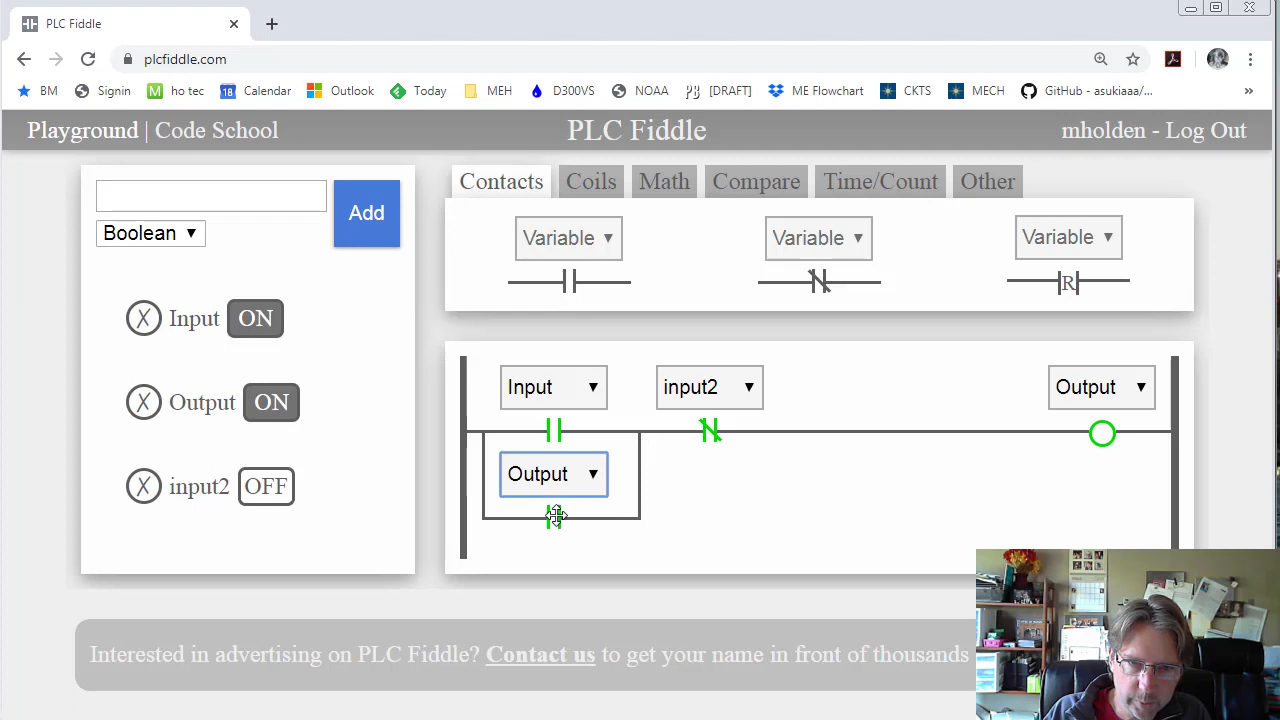 PLC Fiddle
plcfiddle.com
BM Signin ho tec Calendar Outlook Today MEH D300VS NOAA [DRAFT] ME Flowchart CKTS MECH GitHub - asukiaaa/... »
Playground | Code School PLC Fiddle mholden - Log Out
Contacts Coils Math Compare Time/Count Other
Add
Boolean
Variable Variable Variable
R
X Input ON
X Output ON
X input2 OFF
Input input2 Output
Output
Interested in advertising on PLC Fiddle? Contact us to get your name in front of thousands